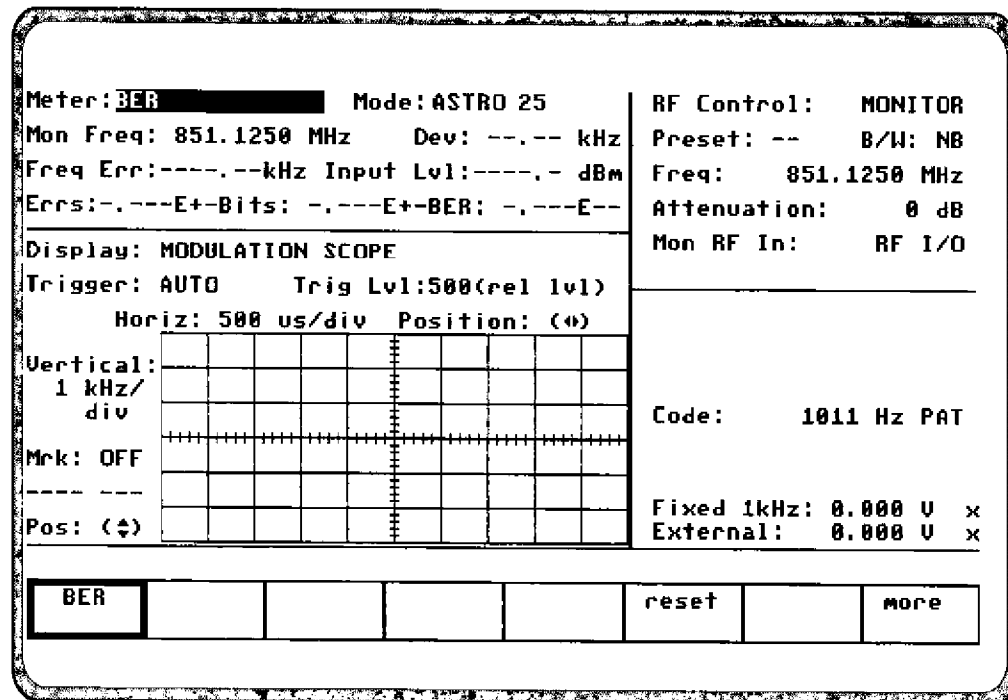 Meter:BER Mode:ASTRO 25
Mon Freq: 851.1250 MHz Dev: --.-- kHz
Freq Err:----.--kHz Input Lvl:----.- dBm
Errs:-.---E+-Bits: -.---E+-BER: -.---E--
Display: MODULATION SCOPE
Trigger: AUTO Trig Lvl:500(rel lvl)
Horiz: 500 us/div Position: (↔)
Vertical:
1 kHz/
div
Mrk: OFF
---- ---
Pos: (↕)
RF Control: MONITOR
Preset: -- B/W: NB
Freq: 851.1250 MHz
Attenuation: 0 dB
Mon RF In: RF I/O
Code: 1011 Hz PAT
Fixed 1kHz: 0.000 V x
External: 0.000 V x
BER reset more